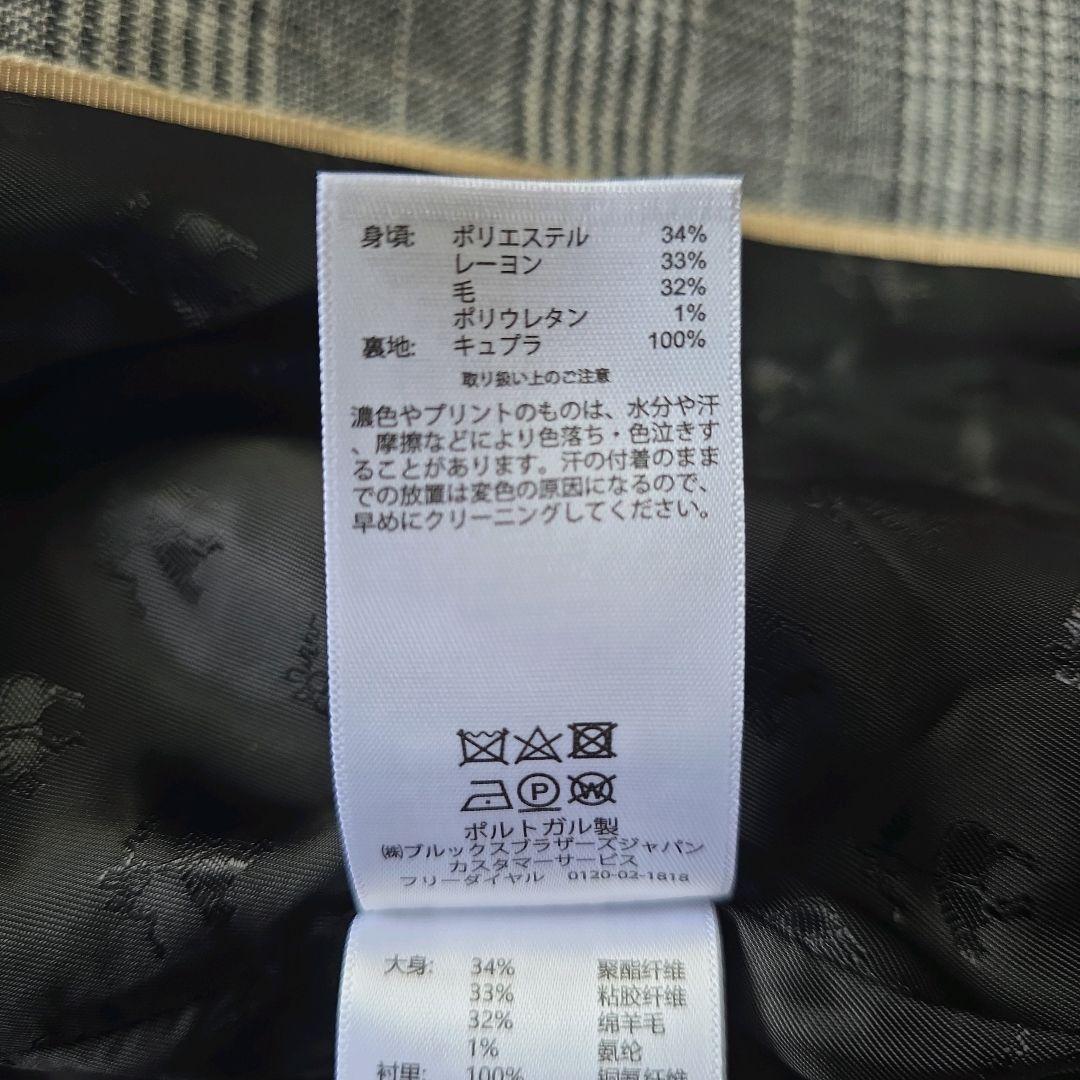 身頃: ポリエステル 34%
レーヨン 33%
毛 32%
ポリウレタン 1%
裏地: キュプラ 100%
取り扱い上のご注意
濃色やプリントのものは、水分や汗
、摩擦などにより色落ち・色泣きす
ることがあります。汗の付着のまま
での放置は変色の原因になるので、
早めにクリーニングしてください。
P W
ポルトガル製
㈱ブルックスブラザーズジャパン
カスタマーサービス
フリーダイヤル 0120-02-1818
大身: 34% 聚酯纤维
33% 粘胶纤维
32% 绵羊毛
1% 氨纶
衬里: 100% 铜氨纤维